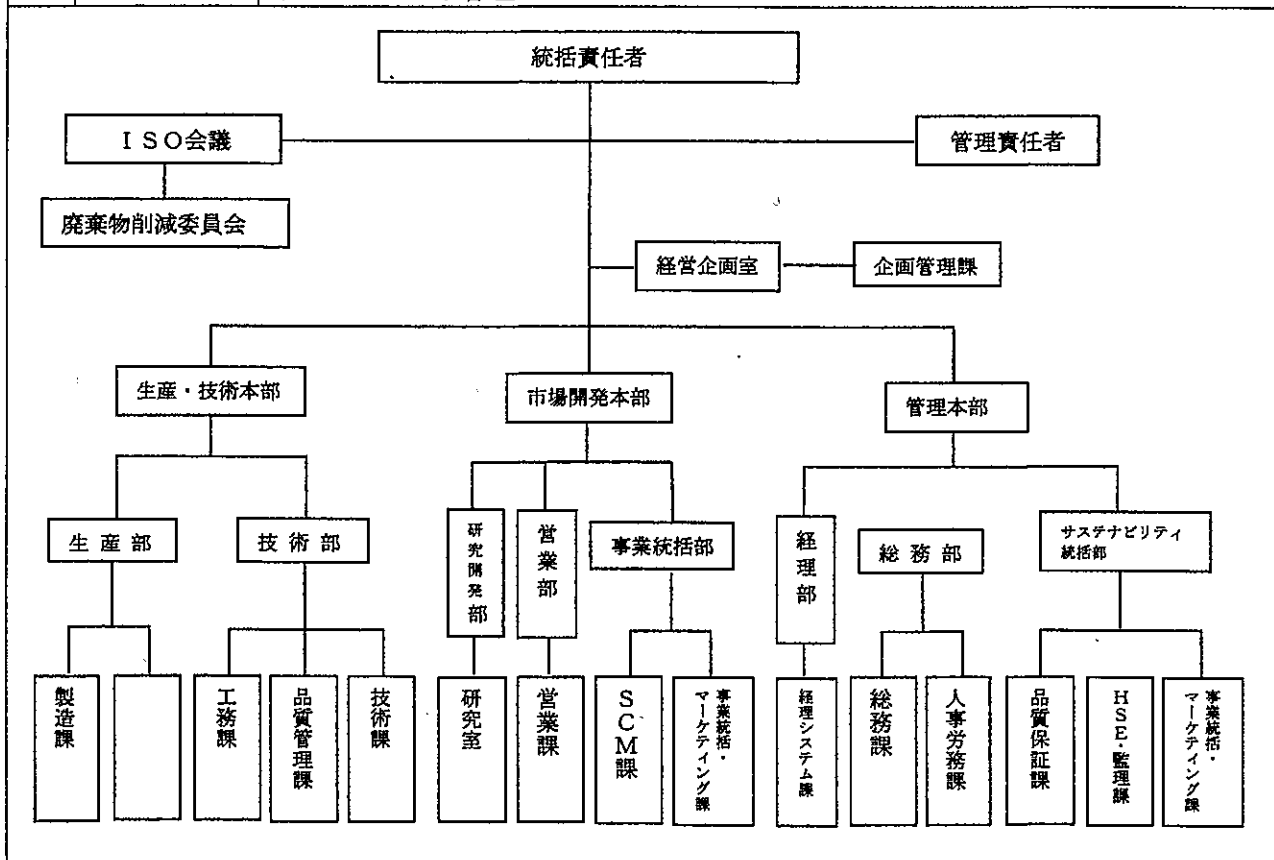 統括責任者
ISO会議
管理責任者
廃棄物削減委員会
経営企画室
企画管理課
生産・技術本部
市場開発本部
管理本部
生産部
技術部
研究開発部
営業部
事業統括部
経理部
総務部
サステナビリティ
統括部
製造課
工務課
品質管理課
技術課
研究室
営業課
SCM課
事業統括・
マーケティング課
経理システム課
総務課
人事労務課
品質保証課
HSE・監理課
事業統括・
マーケティング課